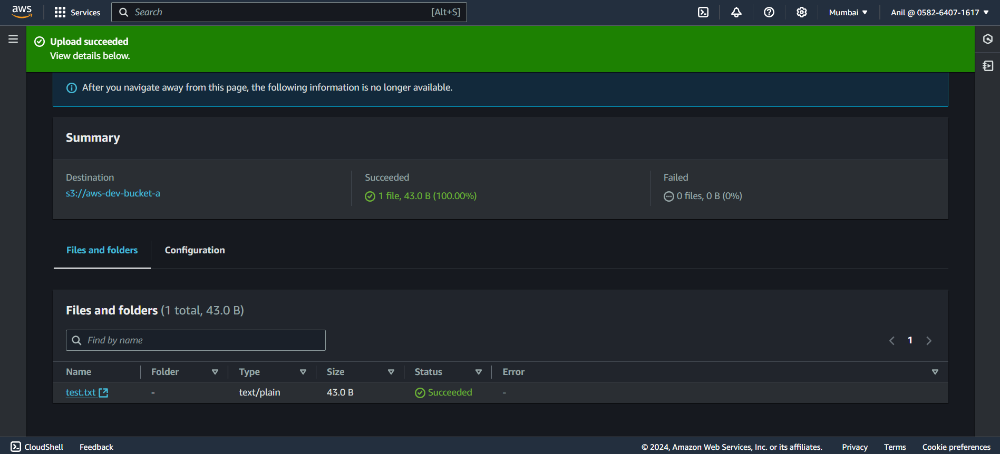 aws
Services
Search [Alt+S]
Mumbai
Anil @ 0582-6407-1617
Upload succeeded
View details below.
After you navigate away from this page, the following information is no longer available.
Summary
Destination
s3://aws-dev-bucket-a
Succeeded
1 file, 43.0 B (100.00%)
Failed
0 files, 0 B (0%)
Files and folders
Configuration
Files and folders (1 total, 43.0 B)
Find by name
1
Name Folder Type Size Status Error
test.txt - text/plain 43.0 B Succeeded -
CloudShell Feedback © 2024, Amazon Web Services, Inc. or its affiliates. Privacy Terms Cookie preferences